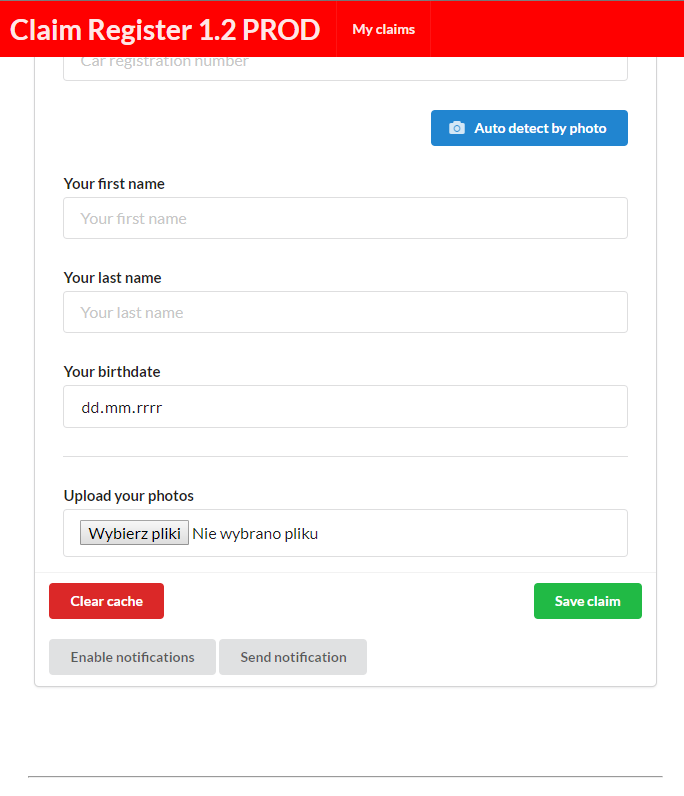 Claim Register 1.2 PROD
My claims
Car registration number
Auto detect by photo
Your first name
Your first name
Your last name
Your last name
Your birthdate
dd.mm.rrrr
Upload your photos
Wybierz pliki Nie wybrano pliku
Clear cache
Save claim
Enable notifications
Send notification